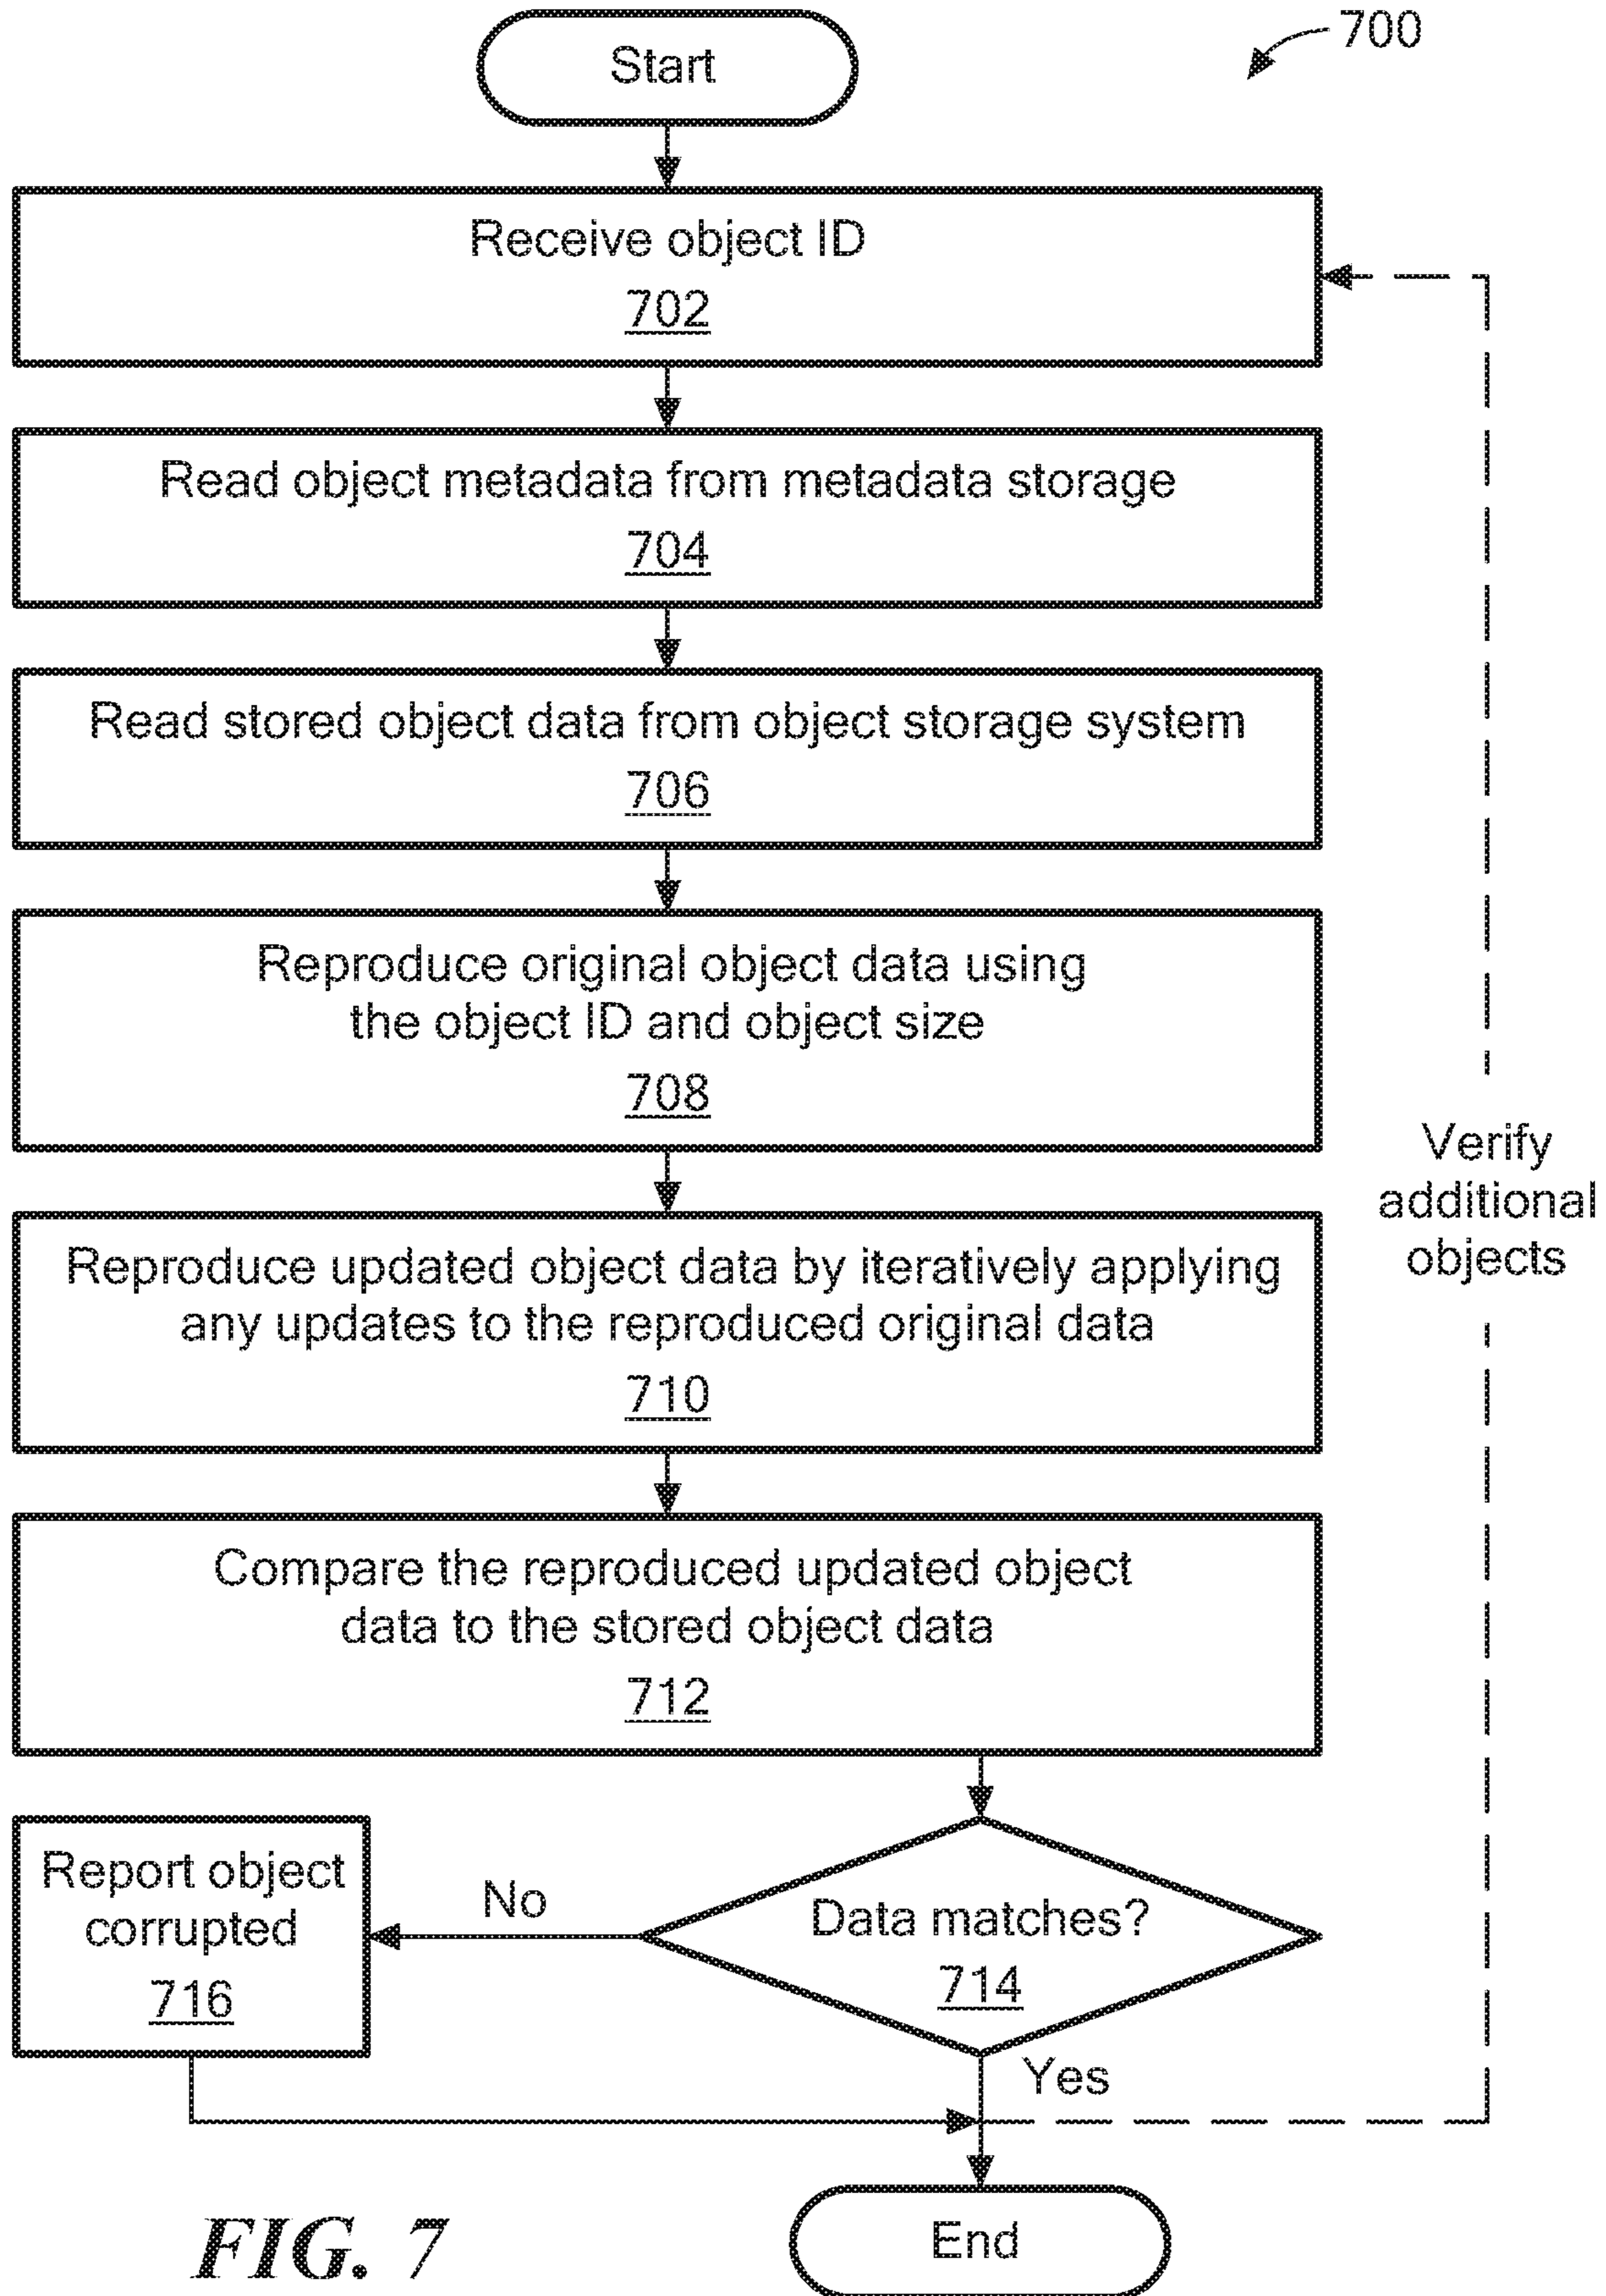 Start
700
Receive object ID
702
Read object metadata from metadata storage
704
Read stored object data from object storage system
706
Reproduce original object data using
the object ID and object size
708
Verify
additional
objects
Reproduce updated object data by iteratively applying
any updates to the reproduced original data
710
Compare the reproduced updated object
data to the stored object data
712
Report object
corrupted
716
No
Data matches?
714
Yes
End
FIG. 7